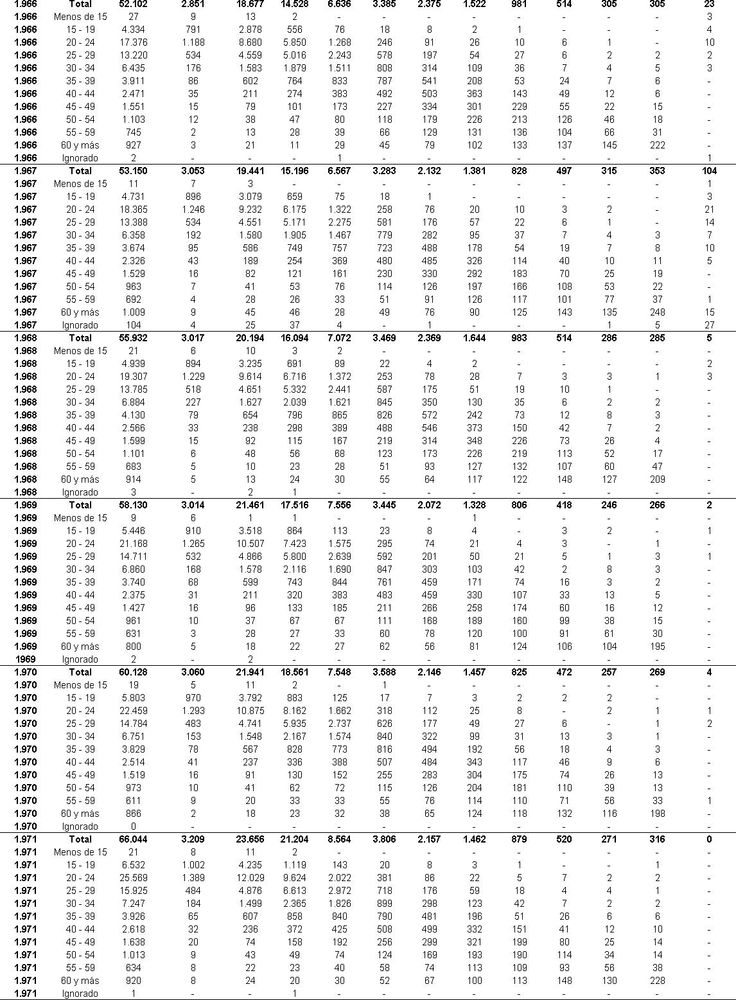 1.966 Total 52.102 2.851 18.677 14.528 6.636 3.385 2.375 1.522 981 514 305 305 23
1.966 Menos de 15 27 9 13 2 - - - - - - - - 3
1.966 15 - 19 4.334 791 2.878 556 76 18 8 2 1 - - - 4
1.966 20 - 24 17.376 1.188 8.680 5.850 1.268 246 91 26 10 6 1 - 10
1.966 25 - 29 13.220 534 4.559 5.016 2.243 578 197 54 27 6 2 2 2
1.966 30 - 34 6.435 176 1.583 1.879 1.511 808 314 109 36 7 4 5 3
1.966 35 - 39 3.911 86 602 764 833 787 541 208 53 24 7 6 -
1.966 40 - 44 2.471 35 211 274 383 492 503 363 143 49 12 6 -
1.966 45 - 49 1.551 15 79 101 173 227 334 301 229 55 22 15 -
1.966 50 - 54 1.103 12 38 47 80 118 179 226 213 126 46 18 -
1.966 55 - 59 745 2 13 28 39 66 129 131 136 104 66 31 -
1.966 60 y más 927 3 21 11 29 45 79 102 133 137 145 222 -
1.966 Ignorado 2 - - - 1 - - - - - - - 1
1.967 Total 53.150 3.053 19.441 15.196 6.567 3.283 2.132 1.381 828 497 315 353 104
1.967 Menos de 15 11 7 3 - - - - - - - - - 1
1.967 15 - 19 4.731 896 3.079 659 75 18 1 - - - - - 3
1.967 20 - 24 18.365 1.246 9.232 6.175 1.322 258 76 20 10 3 2 - 21
1.967 25 - 29 13.388 534 4.551 5.171 2.275 581 176 57 22 6 1 - 14
1.967 30 - 34 6.358 192 1.580 1.905 1.467 779 282 95 37 7 4 3 7
1.967 35 - 39 3.674 95 586 749 757 723 488 178 54 19 7 8 10
1.967 40 - 44 2.326 43 189 254 369 480 485 326 114 40 10 11 5
1.967 45 - 49 1.529 16 82 121 161 230 330 292 183 70 25 19 -
1.967 50 - 54 963 7 41 53 76 114 126 197 166 108 53 22 -
1.967 55 - 59 692 4 28 26 33 51 91 126 117 101 77 37 1
1.967 60 y más 1.009 9 45 46 28 49 76 90 125 143 135 248 15
1.967 Ignorado 104 4 25 37 4 - 1 - - - 1 5 27
1.968 Total 55.932 3.017 20.194 16.094 7.072 3.469 2.369 1.644 983 514 286 285 5
1.968 Menos de 15 21 6 10 3 2 - - - - - - - -
1.968 15 - 19 4.939 894 3.235 691 89 22 4 2 - - - - 2
1.968 20 - 24 19.307 1.229 9.614 6.716 1.372 253 78 28 7 3 3 1 3
1.968 25 - 29 13.785 518 4.651 5.332 2.441 587 175 51 19 10 1 - -
1.968 30 - 34 6.884 227 1.627 2.039 1.621 845 350 130 35 6 2 2 -
1.968 35 - 39 4.130 79 654 796 865 826 572 242 73 12 8 3 -
1.968 40 - 44 2.566 33 238 298 389 488 546 373 150 42 7 2 -
1.968 45 - 49 1.599 15 92 115 167 219 314 348 226 73 26 4 -
1.968 50 - 54 1.101 6 48 56 68 123 173 226 219 113 52 17 -
1.968 55 - 59 683 5 10 23 28 51 93 127 132 107 60 47 -
1.968 60 y más 914 5 13 24 30 55 64 117 122 148 127 209 -
1.968 Ignorado 3 - 2 1 - - - - - - - - -
1.969 Total 58.130 3.014 21.461 17.516 7.556 3.445 2.072 1.328 806 418 246 266 2
1.969 Menos de 15 9 6 1 1 - - - 1 - - - - -
1.969 15 - 19 5.446 910 3.518 864 113 23 8 4 - 3 2 - 1
1.969 20 - 24 21.168 1.265 10.507 7.423 1.575 295 74 21 4 3 - 1 -
1.969 25 - 29 14.711 532 4.866 5.800 2.639 592 201 50 21 5 1 3 1
1.969 30 - 34 6.860 168 1.578 2.116 1.690 847 303 103 42 2 8 3 -
1.969 35 - 39 3.740 68 599 743 844 761 459 171 74 16 3 2 -
1.969 40 - 44 2.375 31 211 320 383 483 459 330 107 33 13 5 -
1.969 45 - 49 1.427 16 96 133 185 211 266 258 174 60 16 12 -
1.969 50 - 54 961 10 37 67 67 111 168 189 160 99 38 15 -
1.969 55 - 59 631 3 28 27 33 60 78 120 100 91 61 30 -
1.969 60 y más 800 5 18 22 27 62 56 81 124 106 104 195 -
1969 Ignorado 2 - 2 - - - - - - - - - -
1.970 Total 60.128 3.060 21.941 18.561 7.548 3.588 2.146 1.457 825 472 257 269 4
1.970 Menos de 15 19 5 11 2 - 1 - - - - - - -
1.970 15 - 19 5.803 970 3.792 883 125 17 7 3 2 2 2 - -
1.970 20 - 24 22.459 1.293 10.875 8.162 1.662 318 112 25 8 - 2 1 1
1.970 25 - 29 14.784 483 4.741 5.935 2.737 626 177 49 27 6 - 1 2
1.970 30 - 34 6.751 153 1.548 2.167 1.574 840 322 99 31 13 3 1 -
1.970 35 - 39 3.829 78 567 828 773 816 494 192 56 18 4 3 -
1.970 40 - 44 2.514 41 237 336 388 507 484 343 117 46 9 6 -
1.970 45 - 49 1.519 16 91 130 152 255 283 304 175 74 26 13 -
1.970 50 - 54 973 10 41 62 72 115 126 204 181 110 39 13 -
1.970 55 - 59 611 9 20 33 33 55 76 114 110 71 56 33 1
1.970 60 y más 866 2 18 23 32 38 65 124 118 132 116 198 -
1.970 Ignorado 0 - - - - - - - - - - - -
1.971 Total 66.044 3.209 23.656 21.204 8.564 3.806 2.157 1.462 879 520 271 316 0
1.971 Menos de 15 21 8 11 2 - - - - - - - - -
1.971 15 - 19 6.532 1.002 4.235 1.119 143 20 8 3 1 - - 1 -
1.971 20 - 24 25.569 1.389 12.029 9.624 2.022 381 86 22 5 7 2 2 -
1.971 25 - 29 15.925 484 4.876 6.613 2.972 718 176 59 18 4 4 1 -
1.971 30 - 34 7.247 184 1.499 2.365 1.826 899 298 123 42 7 2 2 -
1.971 35 - 39 3.926 65 607 858 840 790 481 196 51 26 6 6 -
1.971 40 - 44 2.618 32 236 372 425 508 499 332 151 41 12 10 -
1.971 45 - 49 1.638 20 74 158 192 256 299 321 199 80 25 14 -
1.971 50 - 54 1.013 9 43 49 74 124 169 193 190 114 34 14 -
1.971 55 - 59 634 8 22 23 40 58 74 113 109 93 56 38 -
1.971 60 y más 920 8 24 20 30 52 67 100 113 148 130 228 -
1.971 Ignorado 1 - - 1 - - - - - - - - -